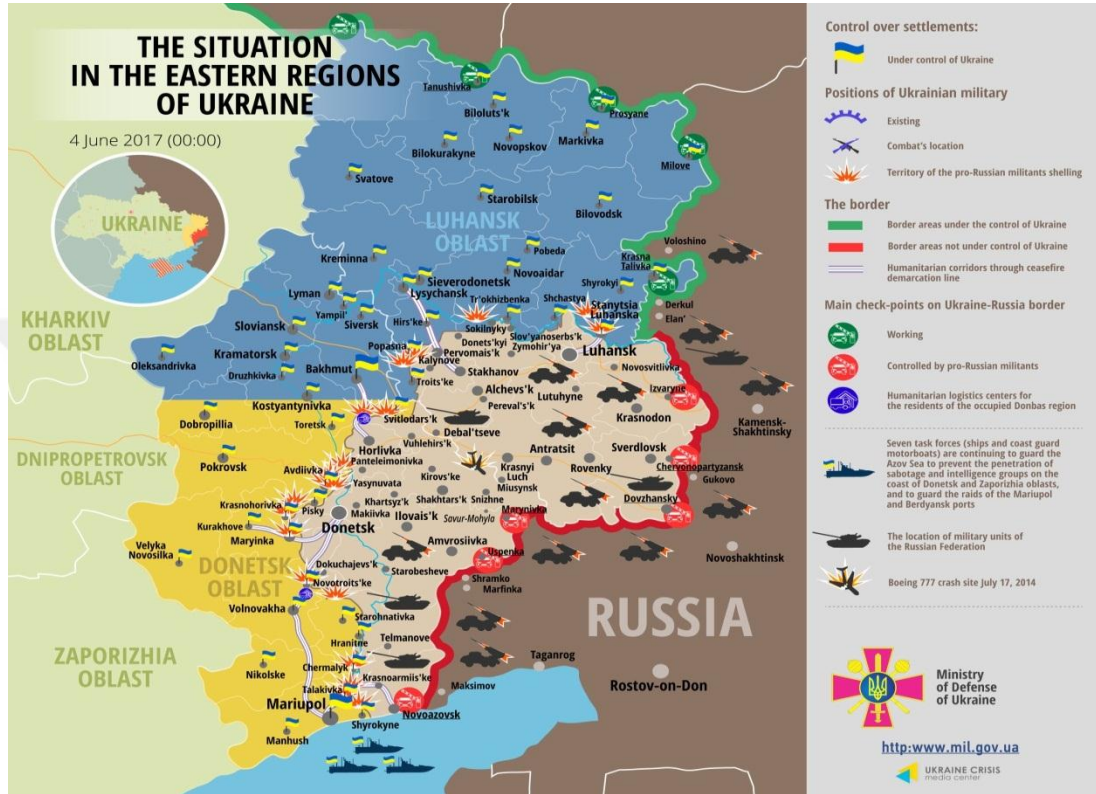 THE SITUATION
IN THE EASTERN REGIONS
OF UKRAINE
4 June 2017 (00:00)
UKRAINE
KHARKIV
OBLAST
DNIPROPETROVSK
OBLAST
ZAPORIZHIA
OBLAST
LUHANSK
OBLAST
DONETSK
OBLAST
RUSSIA
Tanushivka
Biloluts'k
Prosyane
Bilokurakyne
Novopskov
Markivka
Milove
Svatove
Starobilsk
Bilovodsk
Pobeda
Voloshino
Kreminna
Krasna
Talivka
Sieverodonetsk
Novoaidar
Lysychansk
Shyrokyi
Lyman
Tr'okhizbenka
Shchastya
Stanytsia
Luhanska
Derkul
Yampil'
Siversk
Hirs'ke
Sokilnyky
Elan'
Sloviansk
Donets'kyi
Slov'yanoserbs'k
Zymohir'ya
Popasna
Pervomais'k
Luhansk
Kramatorsk
Kalynove
Oleksandrivka
Stakhanov
Novosvitlivka
Druzhkivka
Bakhmut
Troits'ke
Alchevs'k
Lutuhyne
Izvaryne
Kostyantynivka
Pereval's'k
Krasnodon
Kamensk-
Shakhtinsky
Dobropillia
Toretsk
Svitlodars'k
Debal'tseve
Vuhlehirs'k
Horlivka
Antratsit
Sverdlovsk
Pokrovsk
Panteleimonivka
Krasnyi
Luch
Rovenky
Chervonopartyzansk
Avdiivka
Yasynuvata
Kirovs'ke
Miusynsk
Gukovo
Krasnohorivka
Khartsyz'k
Shakhtars'k
Snizhne
Dovzhansky
Pisky
Makiivka
Marynivka
Kurakhove
Donetsk
Ilovais'k
Savur-Mohyla
Maryinka
Velyka
Novosilka
Amvrosiivka
Uspenka
Novoshakhtinsk
Dokuchajevs'k
Starobesheve
Novotroits'ke
Shramko
Marfinka
Volnovakha
Starohnativka
Hranitne
Telmanove
Taganrog
Nikolske
Chermalyk
Krasnoarmiis'ke
Rostov-on-Don
Talakivka
Maksimov
Mariupol
Novoazovsk
Shyrokyne
Manhush
Control over settlements:
Under control of Ukraine
Positions of Ukrainian military
Existing
Combat's location
Territory of the pro-Russian militants shelling
The border
Border areas under the control of Ukraine
Border areas not under control of Ukraine
Humanitarian corridors through ceasefire
demarcation line
Main check-points on Ukraine-Russia border
Working
Controlled by pro-Russian militants
Humanitarian logistics centers for
the residents of the occupied Donbas region
Seven task forces (ships and coast guard
motorboats) are continuing to guard the
Azov Sea to prevent the penetration of
sabotage and intelligence groups on the
coast of Donetsk and Zaporizhia oblasts,
and to guard the raids of the Mariupol
and Berdyansk ports
The location of military units of
the Russian Federation
Boeing 777 crash site July 17, 2014
Ministry
of Defense
of Ukraine
http:www.mil.gov.ua
UKRAINE CRISIS
media center